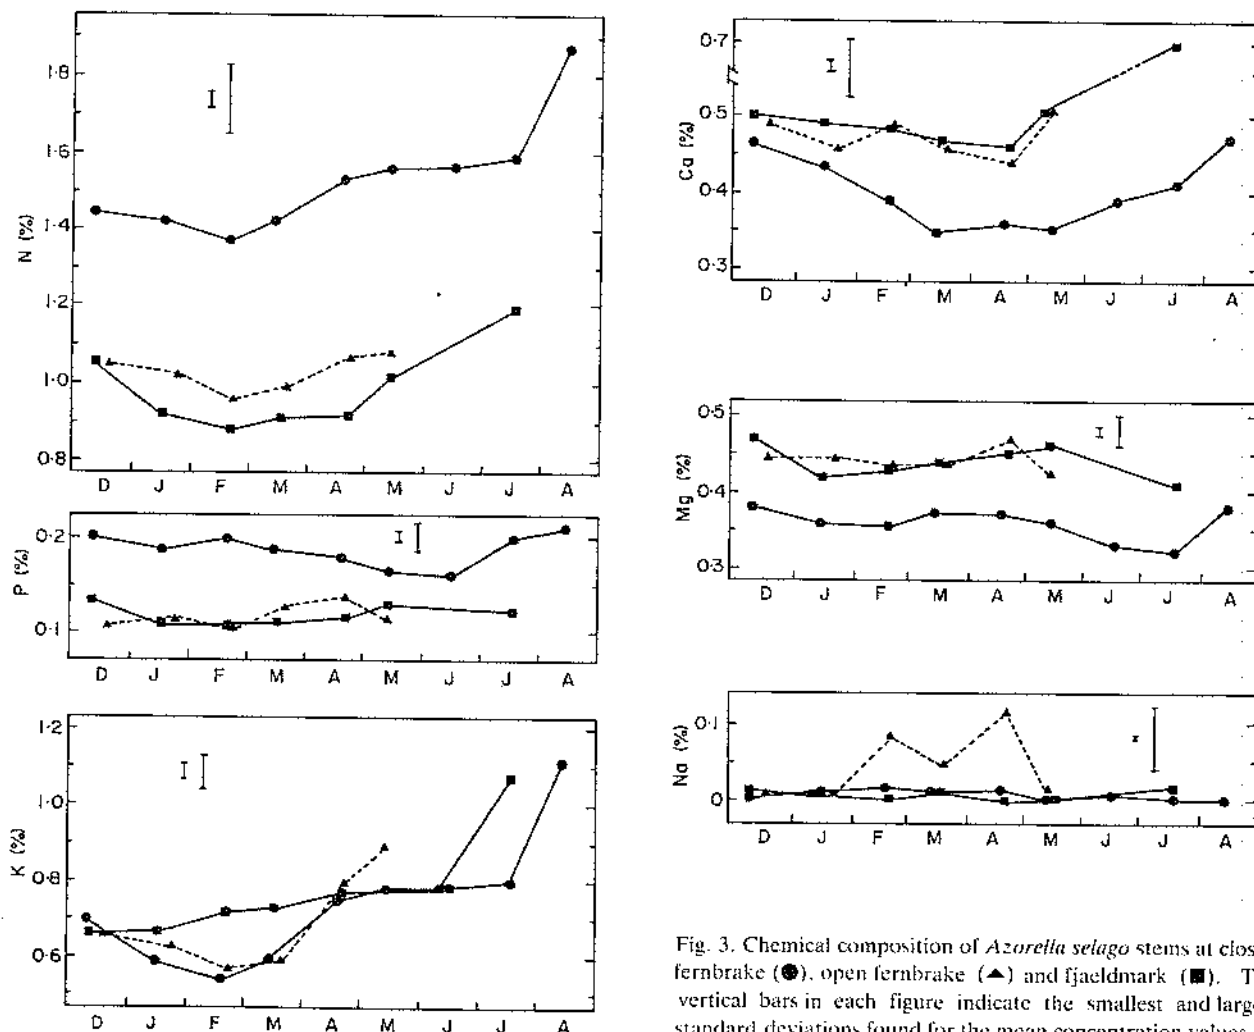 1·8
1·6
1·4
1·2
1·0
0·8
N (%)
D J F M A M J J A
0·2
0·1
P (%)
D J F M A M J J A
1·2
1·0
0·8
0·6
K (%)
D J F M A M J J A
0·7
0·5
0·4
0·3
Ca (%)
D J F M A M J J A
0·5
0·4
0·3
Mg (%)
D J F M A M J J A
0·1
0
Na (%)
D J F M A M J J A
Fig. 3. Chemical composition of Azorella selago stems at
fernbrake (●), open fernbrake (▲) and fjaeldmark (■).
vertical bars in each figure indicate the smallest and
standard deviations found for the mean concentration values